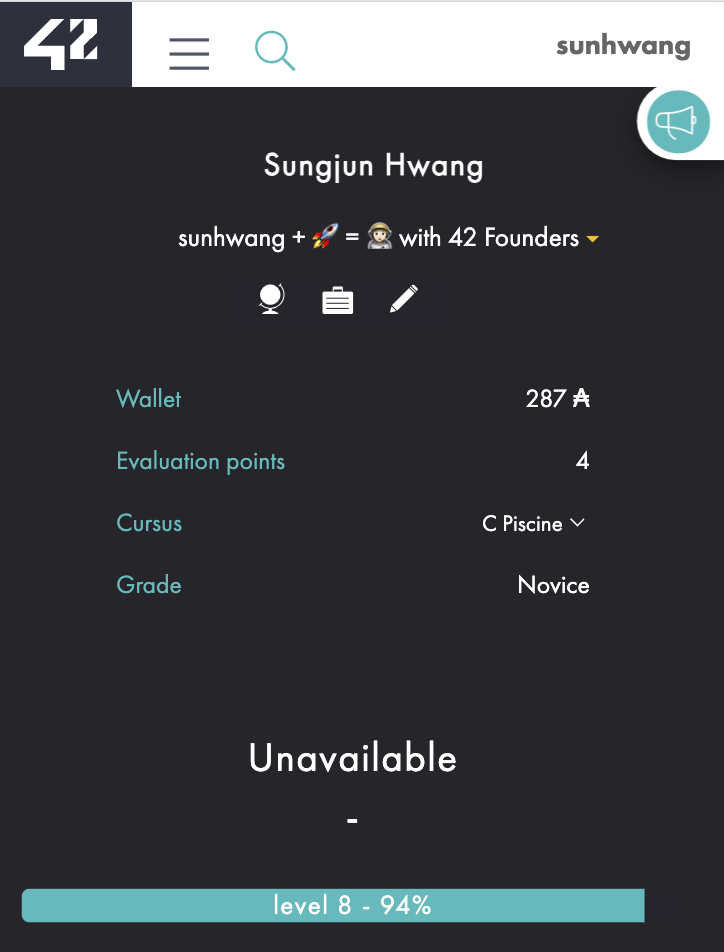 42
sunhwang
Sungjun Hwang
sunhwang + 🚀 = 👩‍🚀 with 42 Founders
Wallet 287 ₳
Evaluation points 4
Cursus C Piscine
Grade Novice
Unavailable
-
level 8 - 94%